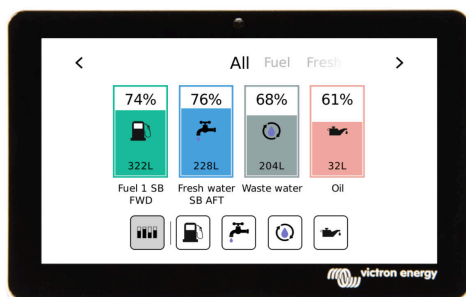 All Fuel Fresh
74% 76% 68% 61%
322L 228L 204L 32L
Fuel 1 SB Fresh water Waste water Oil
FWD SB AFT
victron energy